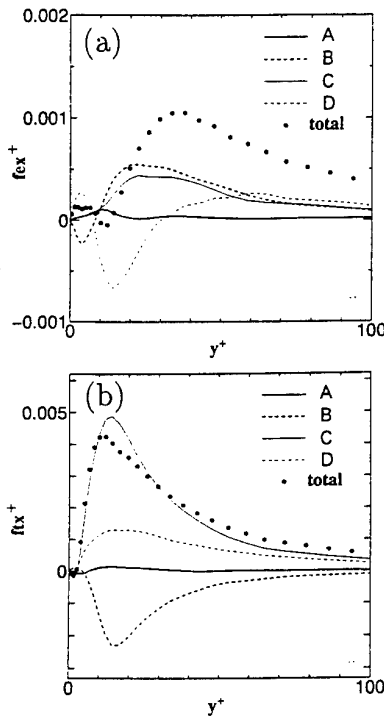 0.002
(a)
A
B
C
D
total
0.001
fex+
0
−0.001
0
100
y+
(b)
A
B
C
D
total
0.005
ftx+
0
0
100
y+